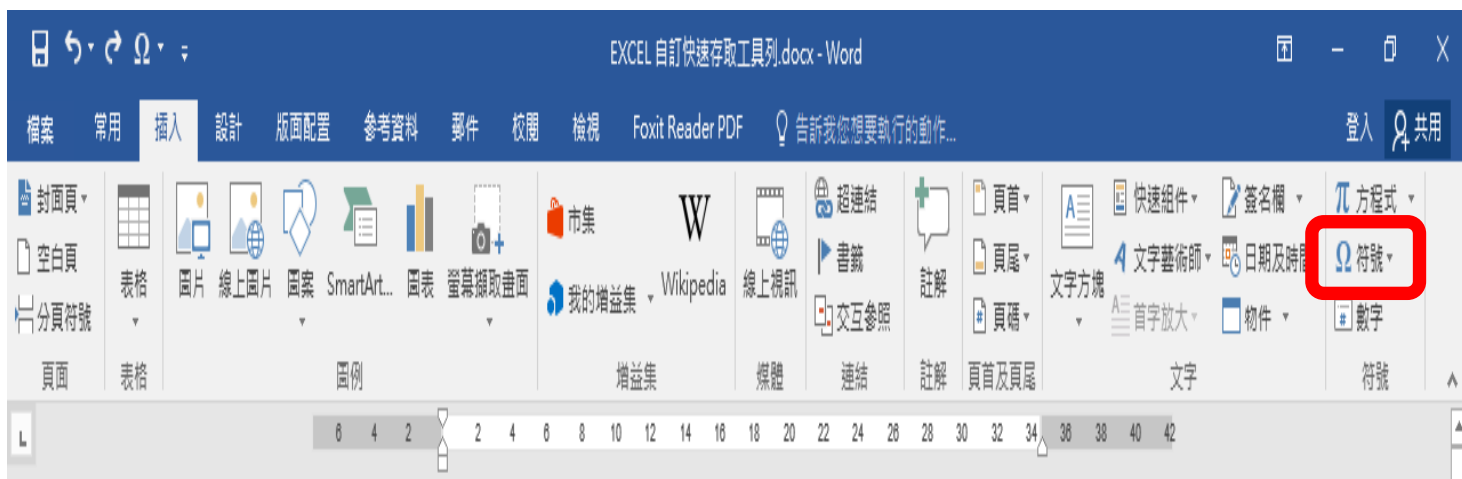 EXCEL 自訂快速存取工具列.docx - Word
檔案 常用 插入 設計 版面配置 參考資料 郵件 校閱 檢視 Foxit Reader PDF 告訴我您想要執行的動作... 登入 共用
封面頁
空白頁
分頁符號
頁面
表格
表格
圖片 線上圖片 圖案 SmartArt... 圖表 螢幕擷取畫面
圖例
市集
我的增益集
W
Wikipedia
增益集
線上視訊
媒體
超連結
書籤
交互參照
連結
註解
註解
頁首
頁尾
# 頁碼
頁首及頁尾
A
文字方塊
快速組件
A 文字藝術師
A 首字放大
簽名欄
日期及時間
物件
文字
π 方程式
Ω 符號
# 數字
符號
L 6 4 2 2 4 6 8 10 12 14 16 18 20 22 24 26 28 30 32 34 36 38 40 42